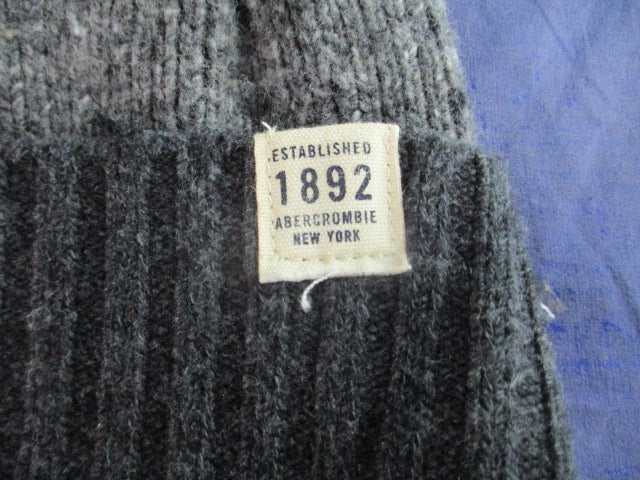 ESTABLISHED
1892
ABERCROMBIE
NEW YORK